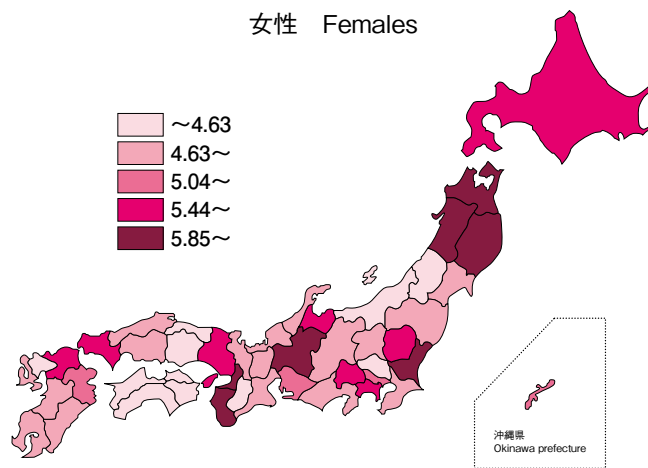 女性　Females
～4.63
4.63～
5.04～
5.44～
5.85～
沖縄県
Okinawa prefecture